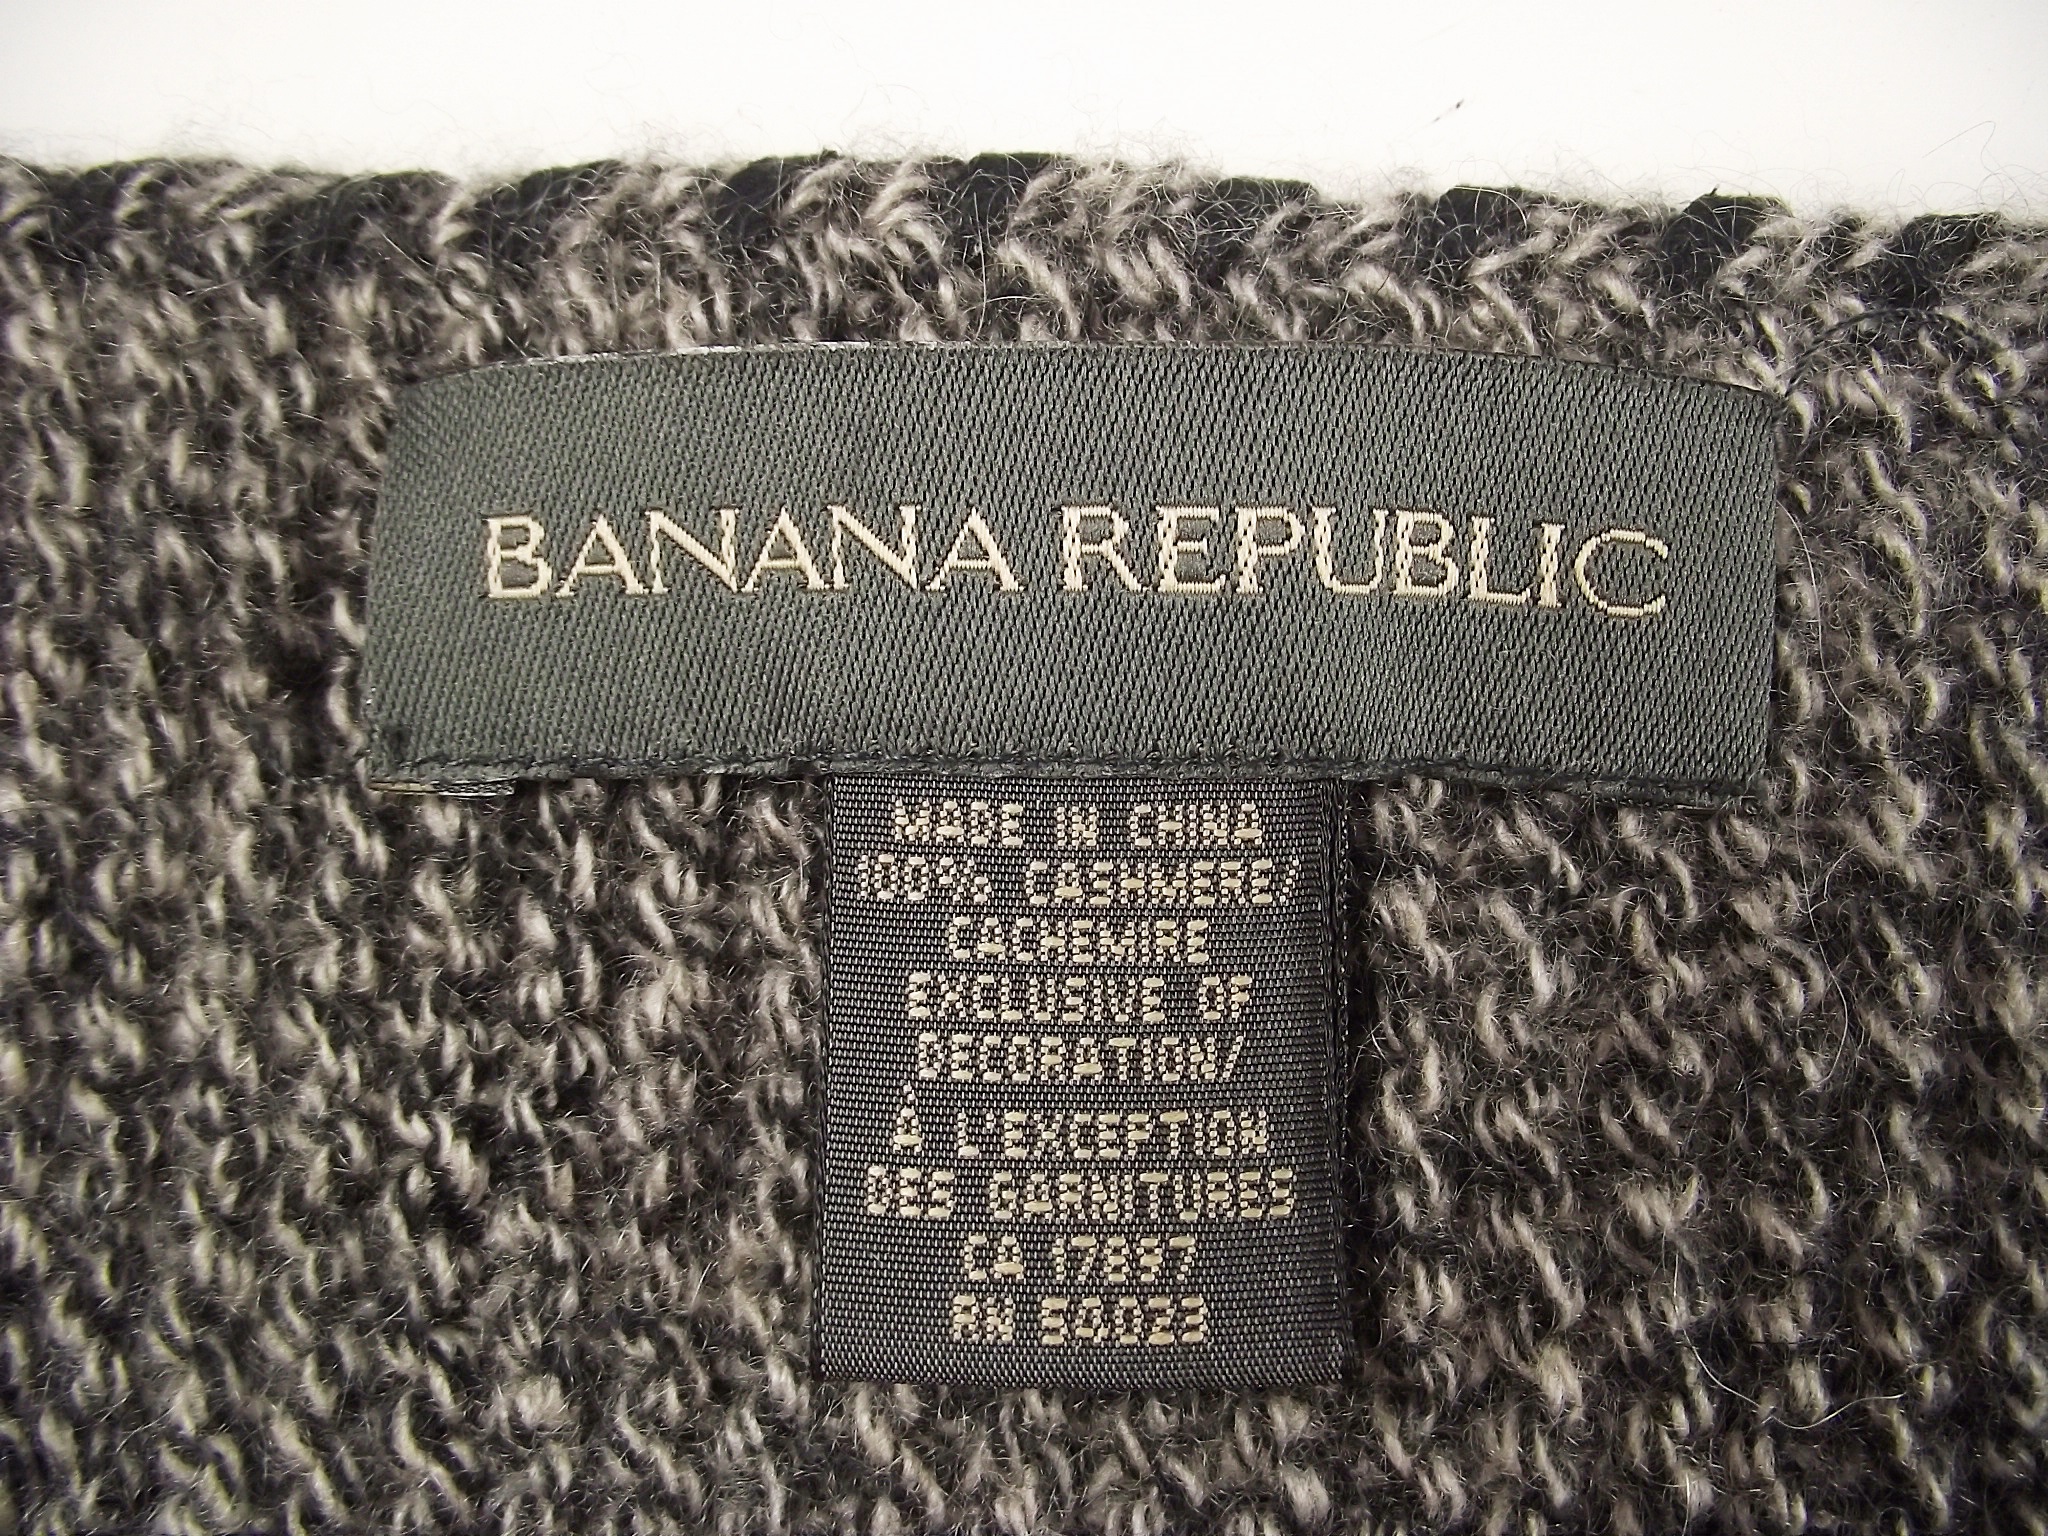 BANANA REPUBLIC
MADE IN CHINA
100% CASHMERE/
CACHEMIRE
EXCLUSIVE OF
DECORATION/
À L'EXCEPTION
DES GARNITURES
CA 17897
RN 54023